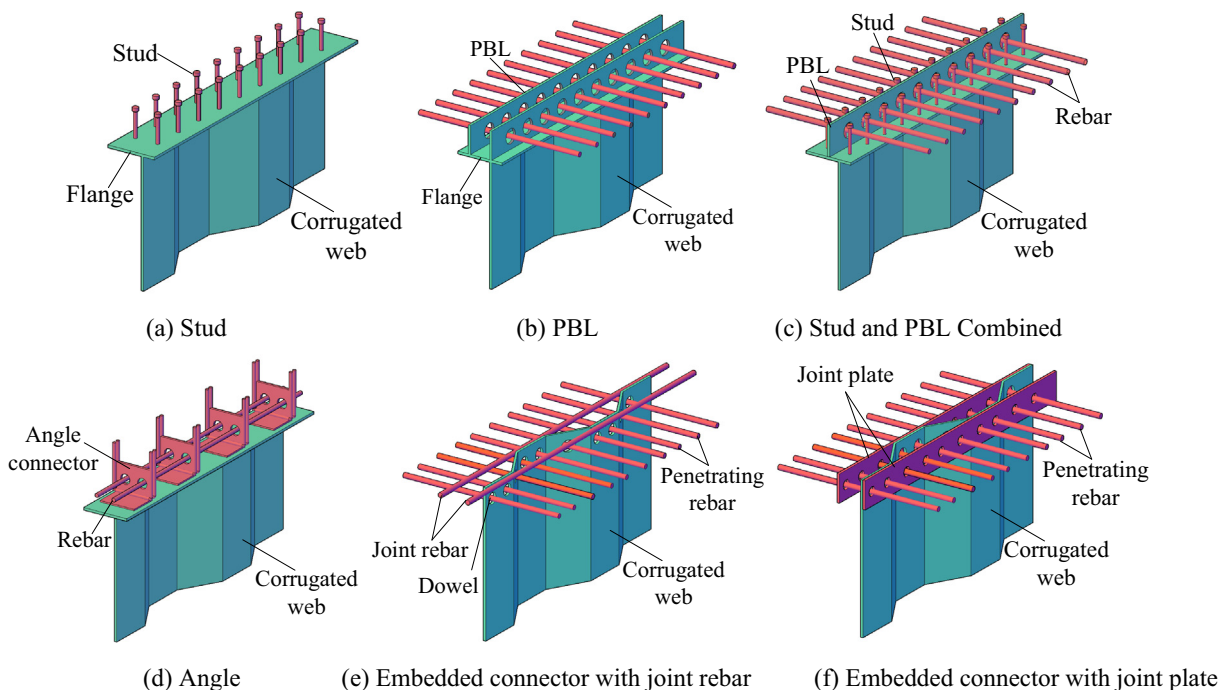 Stud
Flange
Corrugated
web
(a) Stud
PBL
Flange
Corrugated
web
(b) PBL
Stud
PBL
Rebar
Corrugated
web
(c) Stud and PBL Combined
Angle
connector
Rebar
Corrugated
web
(d) Angle
Penetrating
rebar
Joint rebar
Dowel
Corrugated
web
(e) Embedded connector with joint rebar
Joint plate
Penetrating
rebar
Corrugated
web
(f) Embedded connector with joint plate